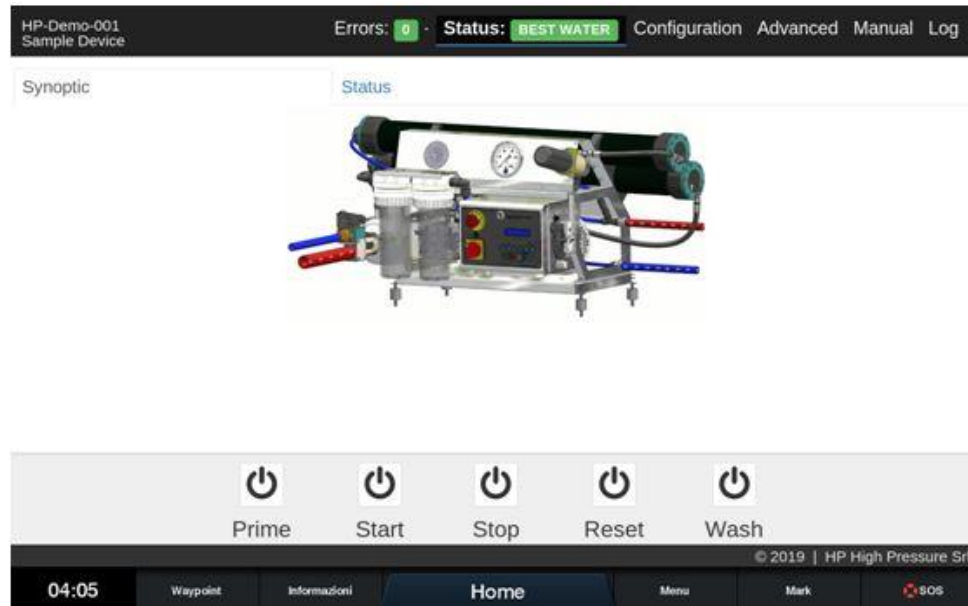 HP-Demo-001
Sample Device
Errors: 0 - Status: BEST WATER Configuration Advanced Manual Log
Synoptic Status
Prime Start Stop Reset Wash
© 2019 | HP High Pressure Srl
04:05 Waypoint Informazioni Home Menu Mark SOS